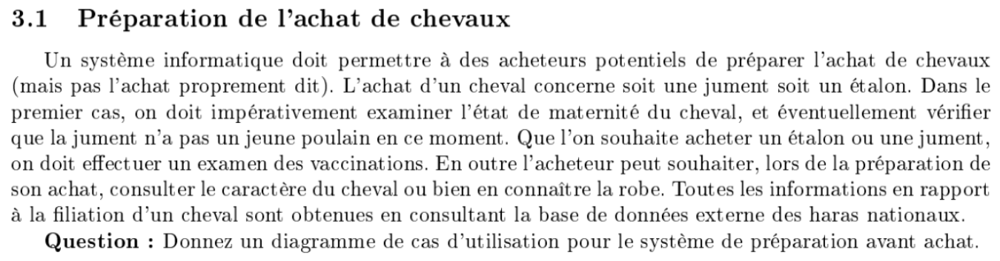 3.1 Préparation de l'achat de chevaux
Un système informatique doit permettre à des acheteurs potentiels de préparer l'achat de chevaux
(mais pas l'achat proprement dit). L'achat d'un cheval concerne soit une jument soit un étalon. Dans le
premier cas, on doit impérativement examiner l'état de maternité du cheval, et éventuellement vérifier
que la jument n'a pas un jeune poulain en ce moment. Que l'on souhaite acheter un étalon ou une jument,
on doit effectuer un examen des vaccinations. En outre l'acheteur peut souhaiter, lors de la préparation de
son achat, consulter le caractère du cheval ou bien en connaître la robe. Toutes les informations en rapport
à la filiation d'un cheval sont obtenues en consultant la base de données externe des haras nationaux.
Question : Donnez un diagramme de cas d'utilisation pour le système de préparation avant achat.